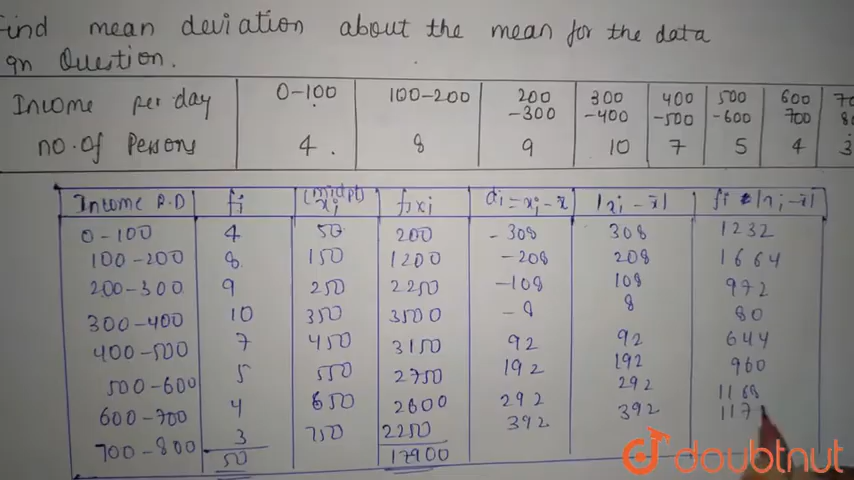 Find mean deviation about the mean for the data
gn Question.
Income per day 0-100 100-200 200 -300 300 -400 400 -500 500 -600 600 700
no. of Persons 4 8 9 10 7 5 4 3
Income P.D fi (midpt) xi fixi di = xi - x̄ |xi - x̄| fi |xi - x̄|
0-100 4 50 200 -308 308 1232
100-200 8 150 1200 -208 208 1664
200-300 9 250 2250 -108 108 972
300-400 10 350 3500 -8 8 80
400-500 7 450 3150 92 92 644
500-600 5 550 2750 192 192 960
600-700 4 650 2600 292 292 1168
700-800 3 750 2250 392 392 117
50 17900
doubtnut